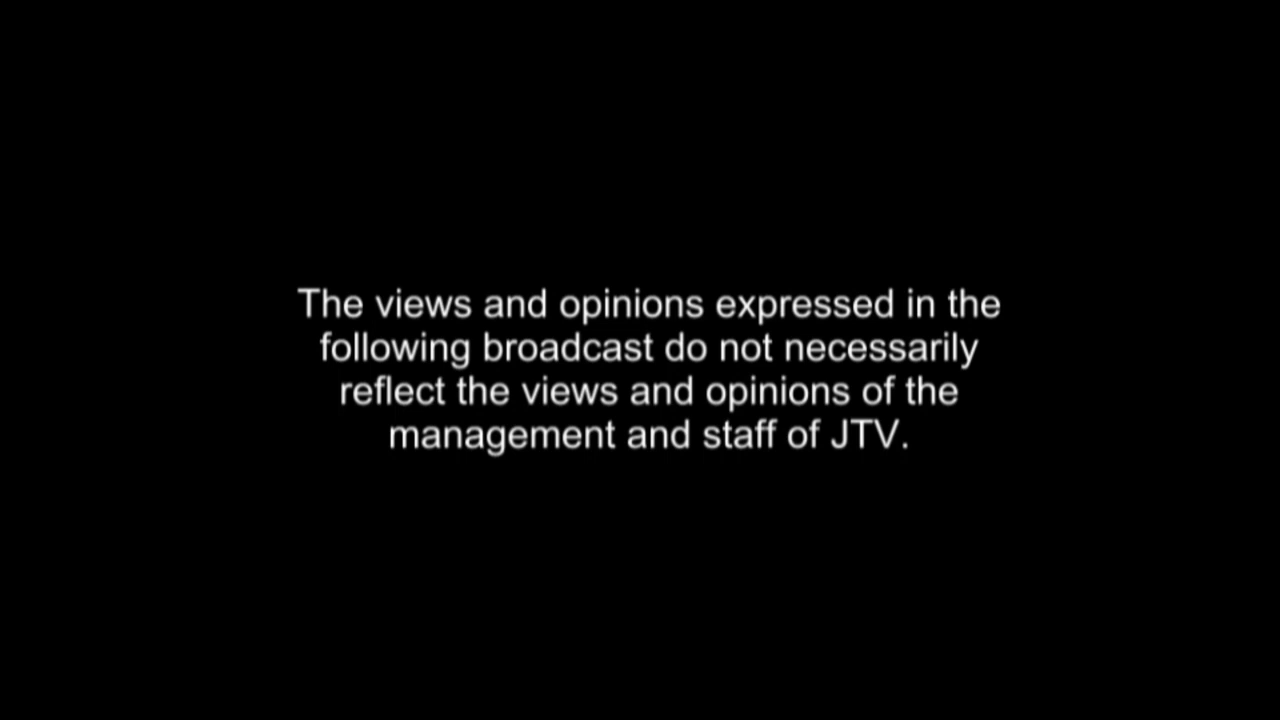 The views and opinions expressed in the
following broadcast do not necessarily
reflect the views and opinions of the
management and staff of JTV.